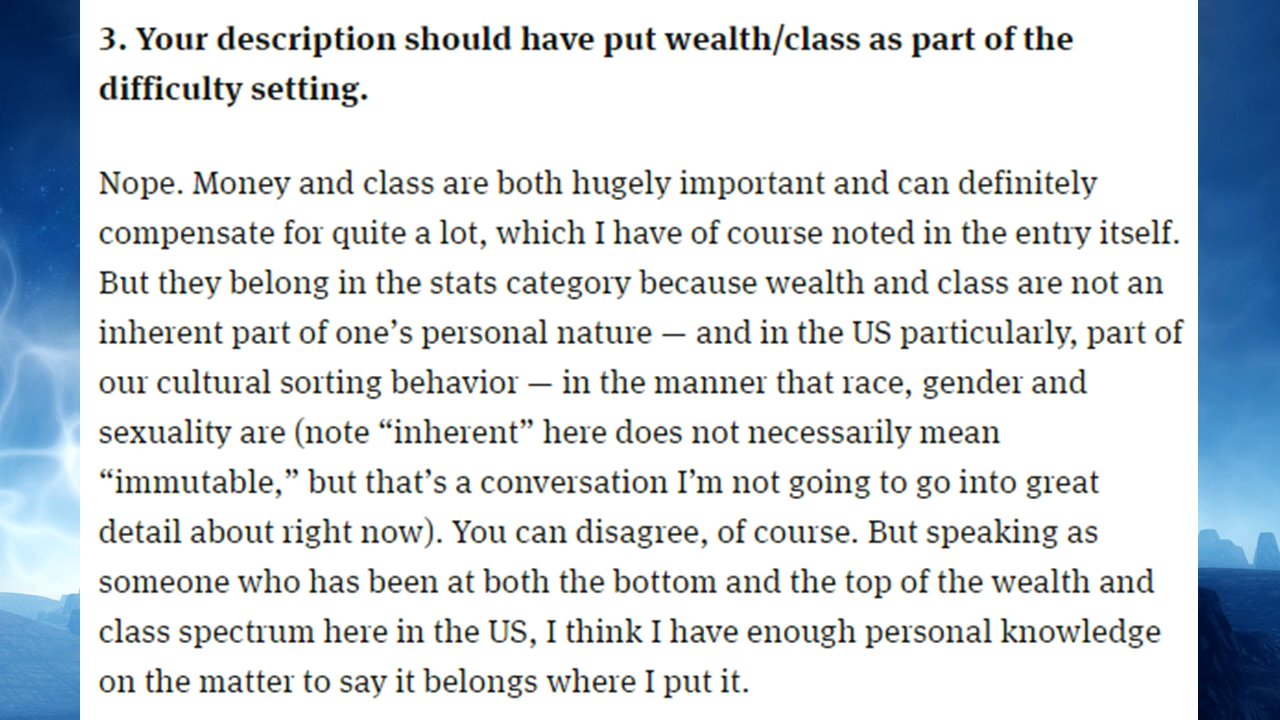 3. Your description should have put wealth/class as part of the
difficulty setting.
Nope. Money and class are both hugely important and can definitely
compensate for quite a lot, which I have of course noted in the entry itself.
But they belong in the stats category because wealth and class are not an
inherent part of one’s personal nature — and in the US particularly, part of
our cultural sorting behavior — in the manner that race, gender and
sexuality are (note “inherent” here does not necessarily mean
“immutable,” but that’s a conversation I’m not going to go into great
detail about right now). You can disagree, of course. But speaking as
someone who has been at both the bottom and the top of the wealth and
class spectrum here in the US, I think I have enough personal knowledge
on the matter to say it belongs where I put it.